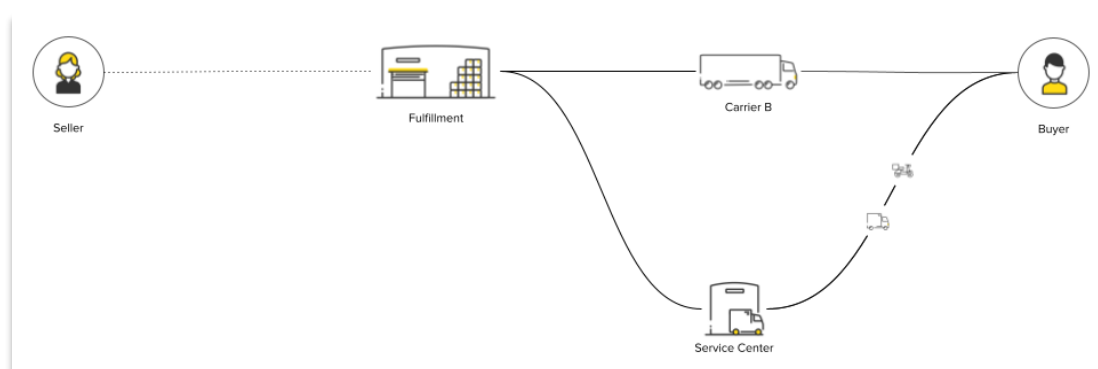 Seller
Fulfillment
Carrier B
Buyer
Service Center